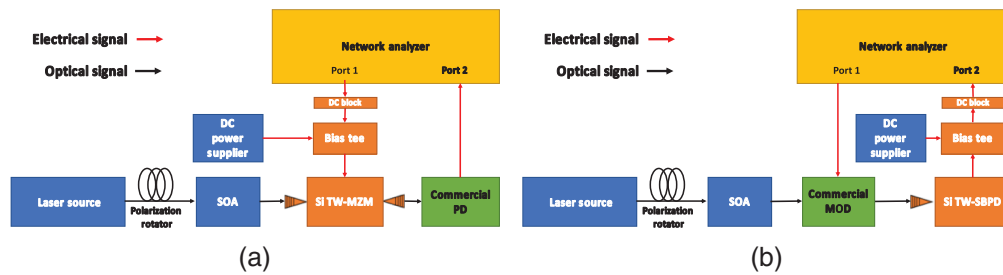 Electrical signal
Optical signal
Network analyzer
Port 1
Port 2
DC block
DC
power
supplier
Bias tee
Laser source
Polarization
rotator
SOA
Si TW-MZM
Commercial
PD
(a)
Electrical signal
Optical signal
Network analyzer
Port 1
Port 2
DC block
DC
power
supplier
Bias tee
Laser source
Polarization
rotator
SOA
Commercial
MOD
Si TW-SBPD
(b)